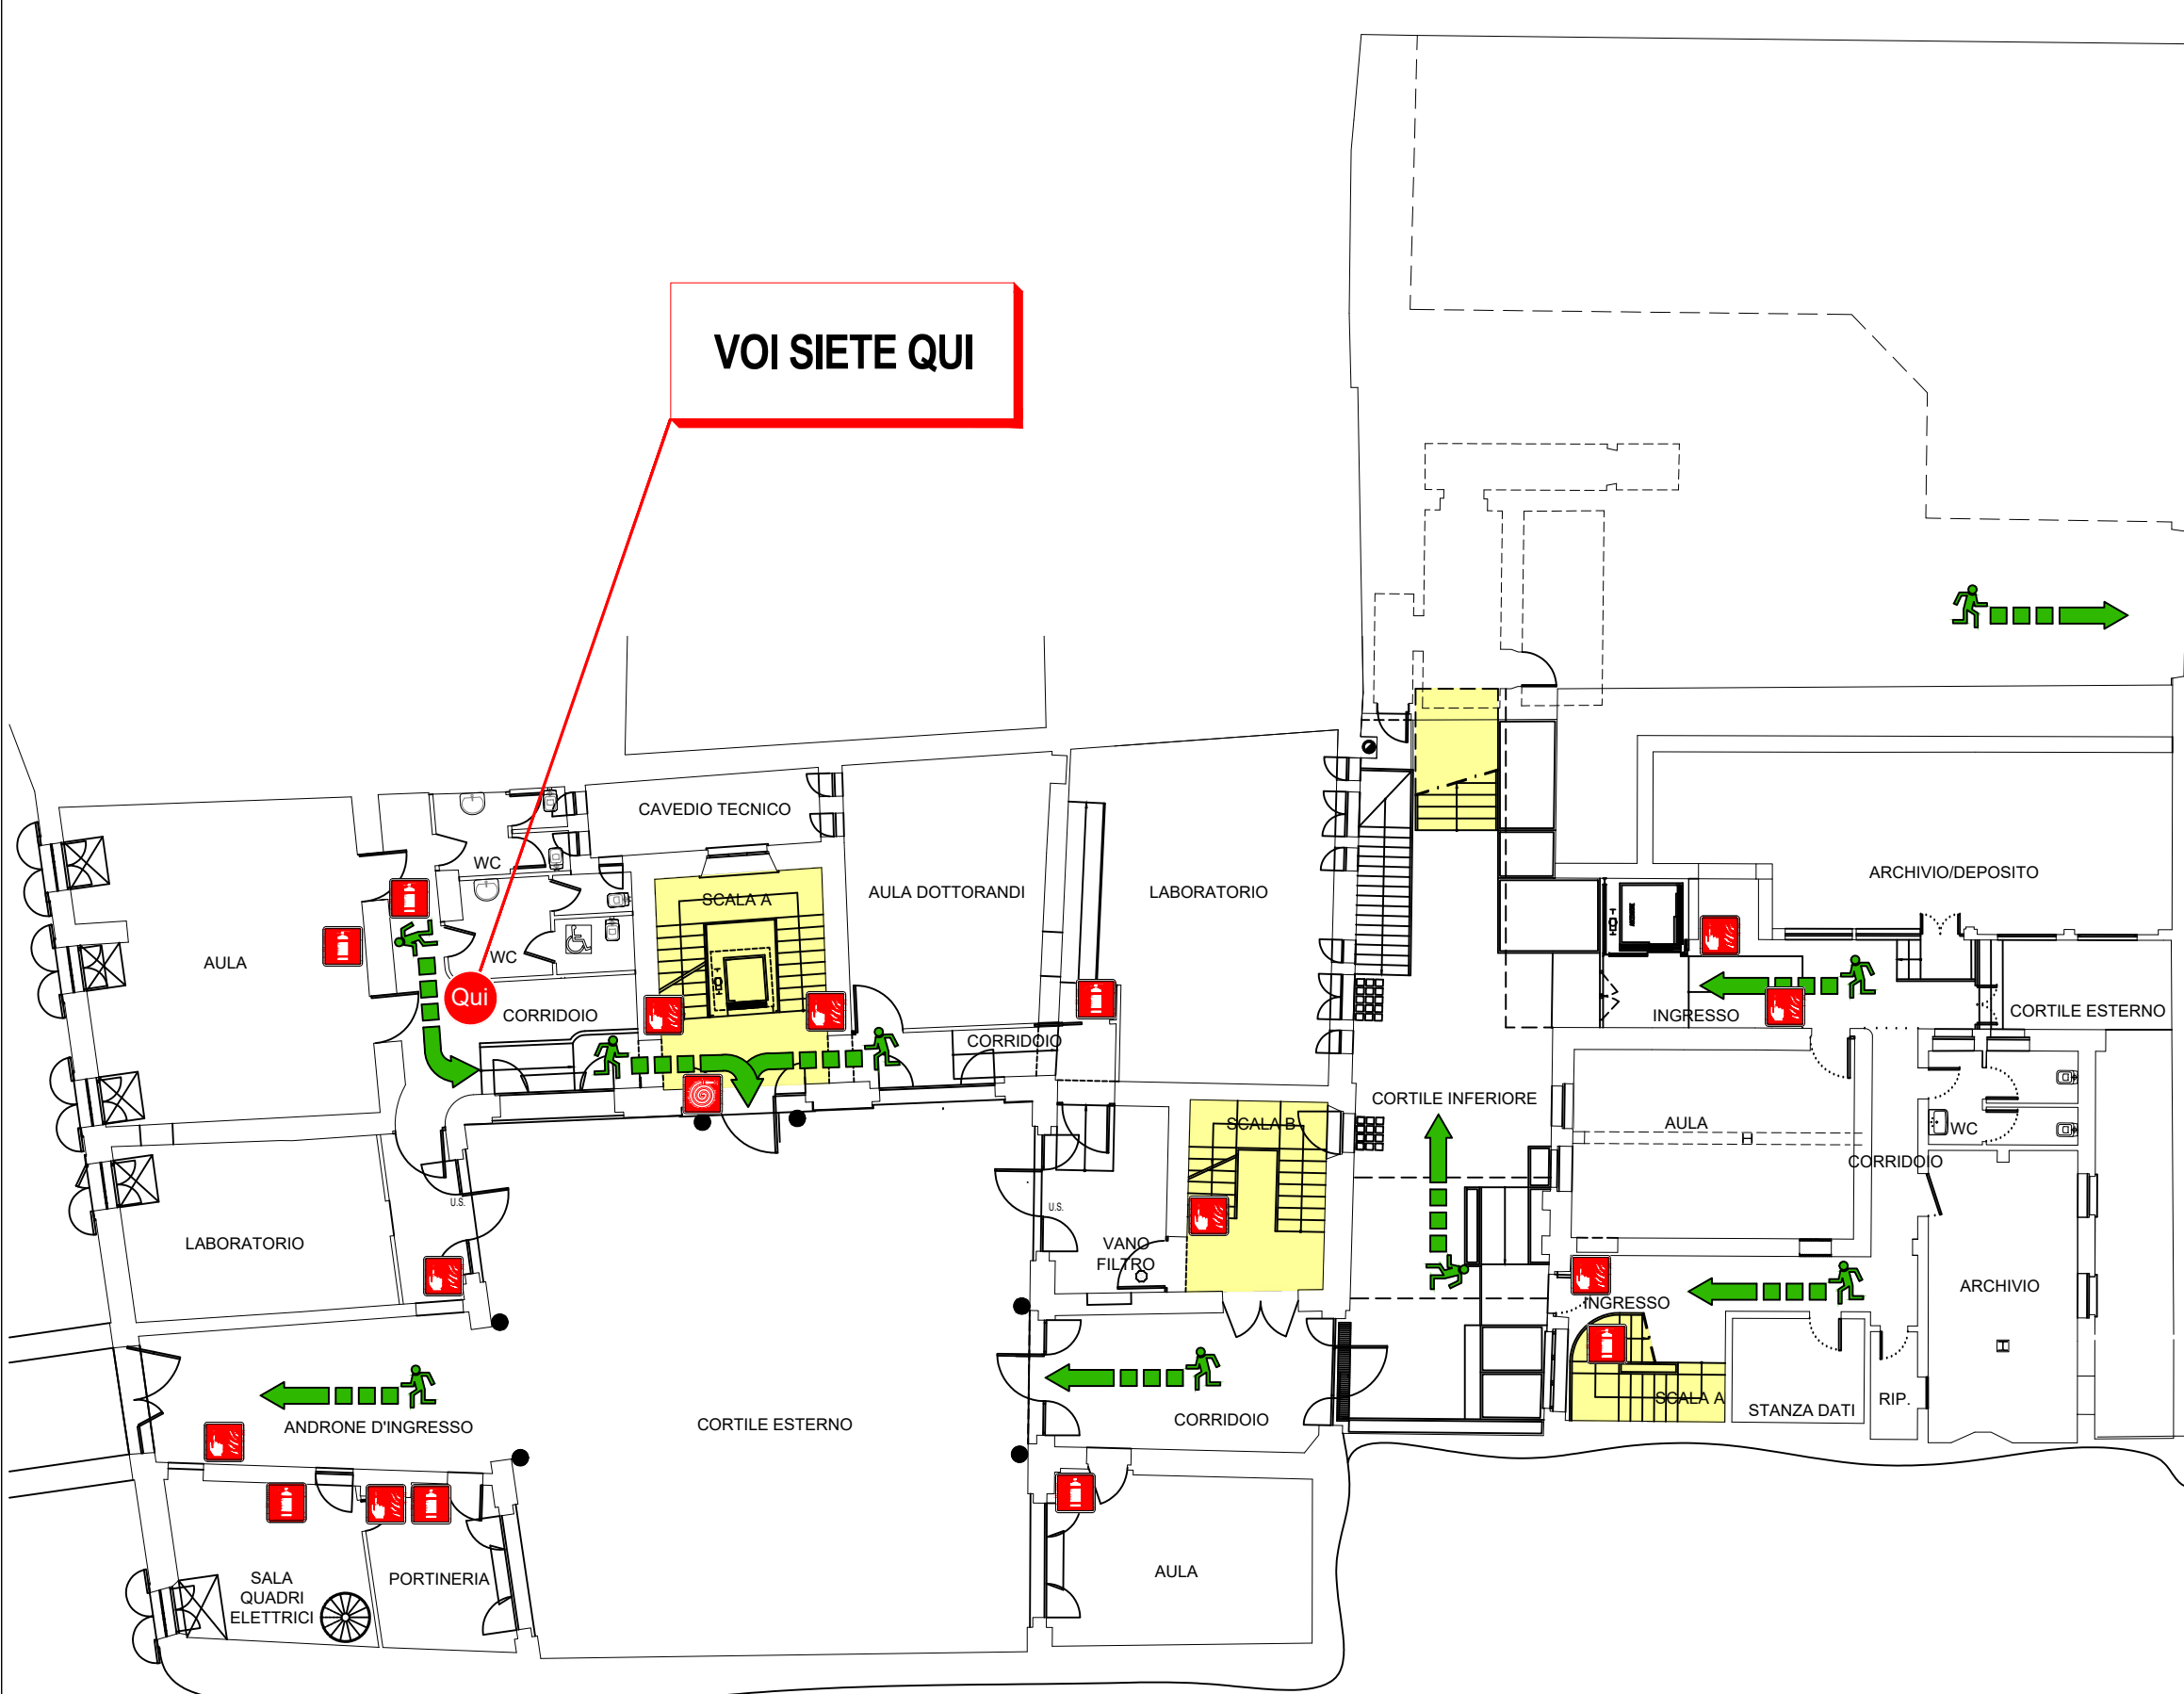 VOI SIETE QUI
CAVEDIO TECNICO
WC
SCALA A
AULA DOTTORANDI
LABORATORIO
ARCHIVIO/DEPOSITO
AULA
WC
Qui
CORRIDOIO
CORRIDOIO
INGRESSO
CORTILE ESTERNO
CORTILE INFERIORE
SCALA B
AULA
WC
CORRIDOIO
U.S.
U.S.
LABORATORIO
VANO
FILTRO
ARCHIVIO
INGRESSO
ANDRONE D'INGRESSO
CORTILE ESTERNO
CORRIDOIO
SCALA A
STANZA DATI
RIP.
SALA
QUADRI
ELETTRICI
PORTINERIA
AULA